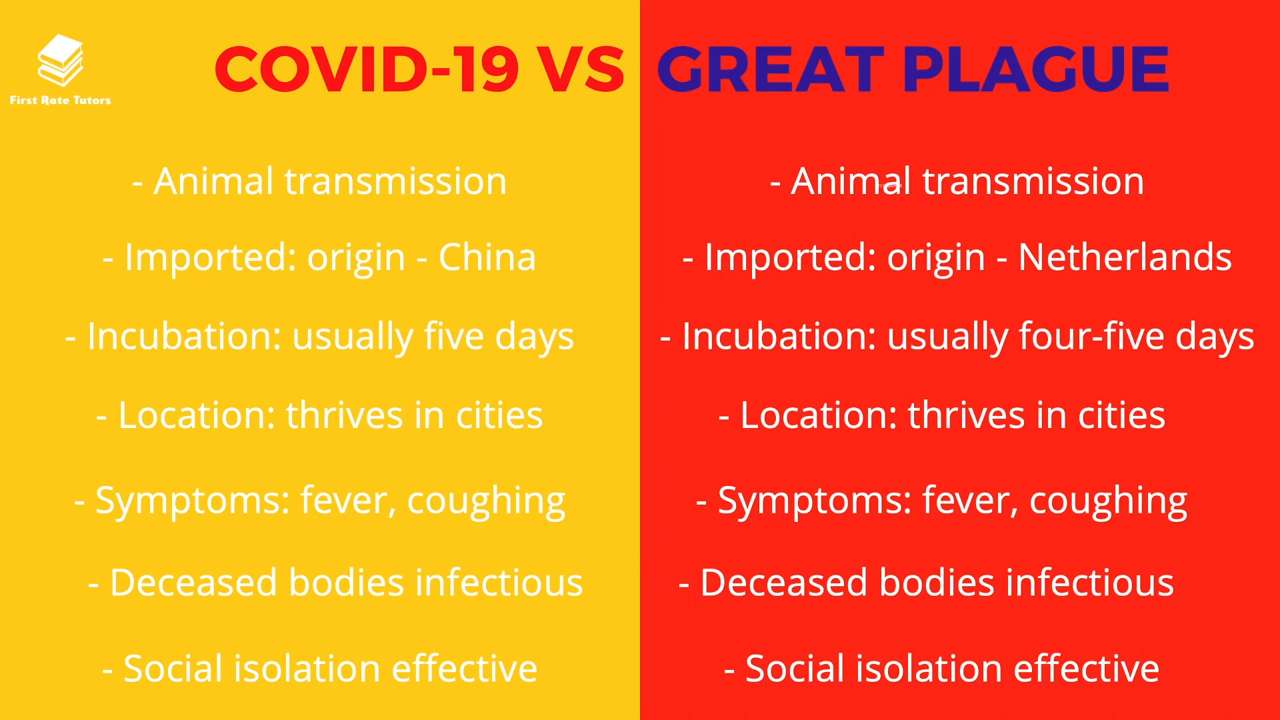 First Rate Tutors
COVID-19 VS GREAT PLAGUE
- Animal transmission
- Imported: origin - China
- Incubation: usually five days
- Location: thrives in cities
- Symptoms: fever, coughing
- Deceased bodies infectious
- Social isolation effective
- Animal transmission
- Imported: origin - Netherlands
- Incubation: usually four-five days
- Location: thrives in cities
- Symptoms: fever, coughing
- Deceased bodies infectious
- Social isolation effective